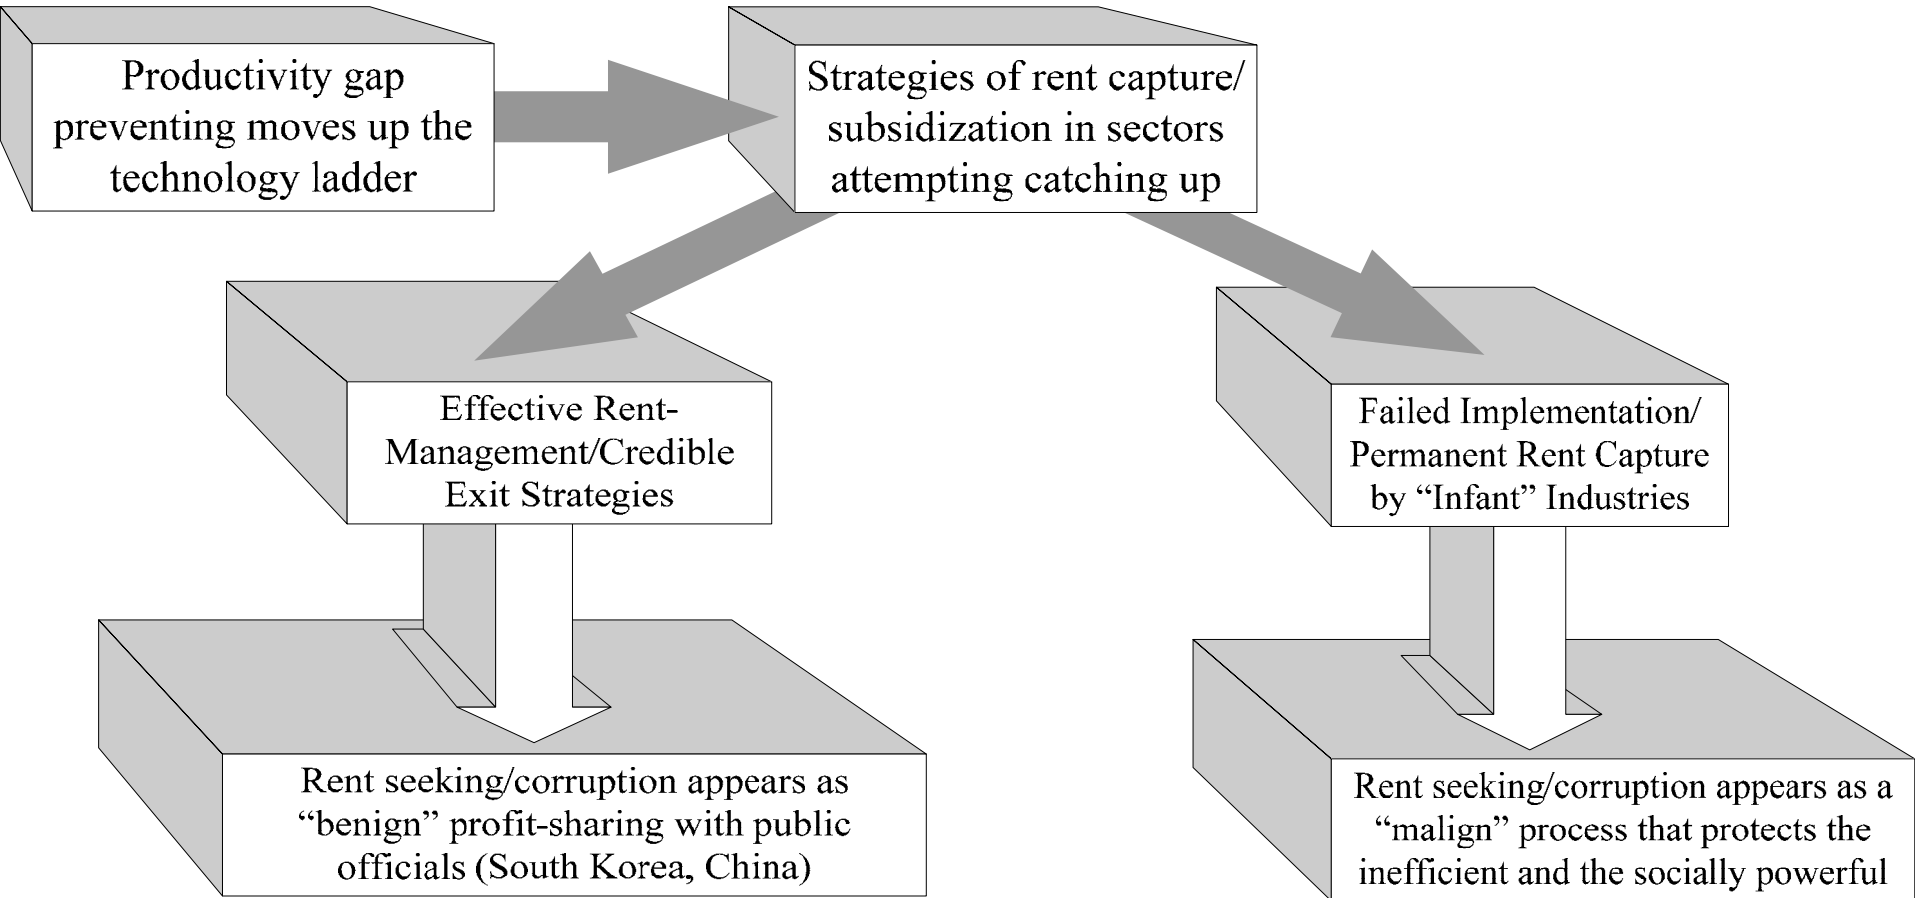 Productivity gap
preventing moves up the
technology ladder
Strategies of rent capture/
subsidization in sectors
attempting catching up
Effective Rent-
Management/Credible
Exit Strategies
Failed Implementation/
Permanent Rent Capture
by “Infant” Industries
Rent seeking/corruption appears as
“benign” profit-sharing with public
officials (South Korea, China)
Rent seeking/corruption appears as a
“malign” process that protects the
inefficient and the socially powerful